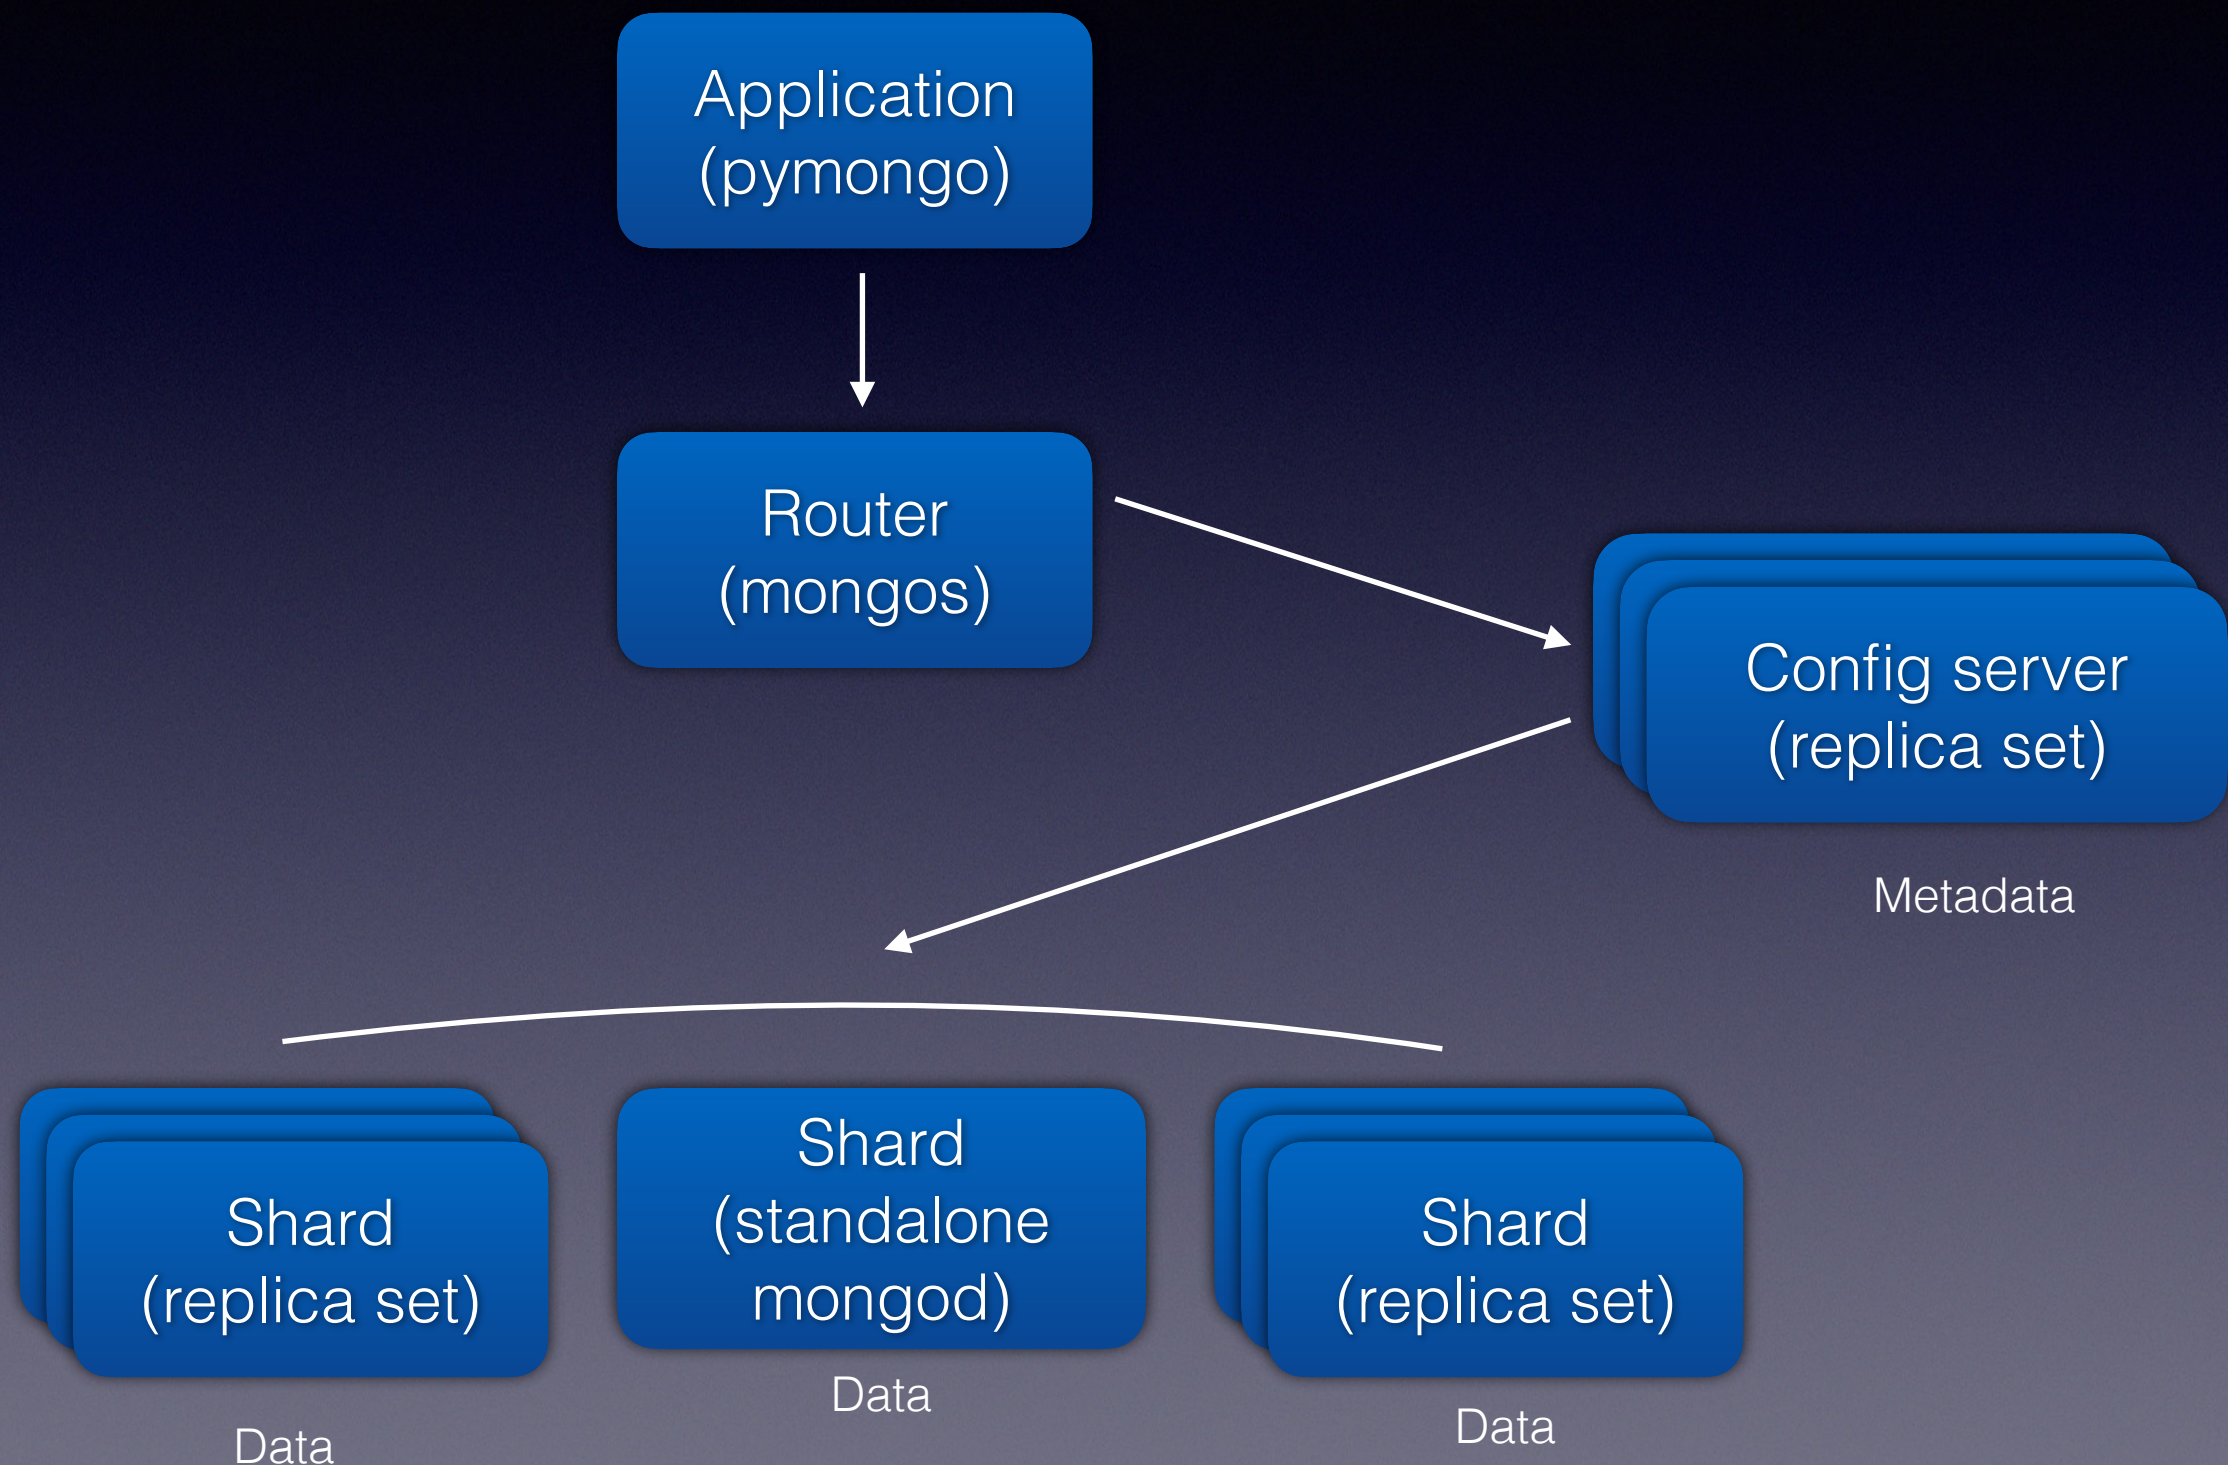 Application
(pymongo)
Router
(mongos)
Config server
(replica set)
Metadata
Shard
(replica set)
Data
Shard
(standalone
mongod)
Data
Shard
(replica set)
Data